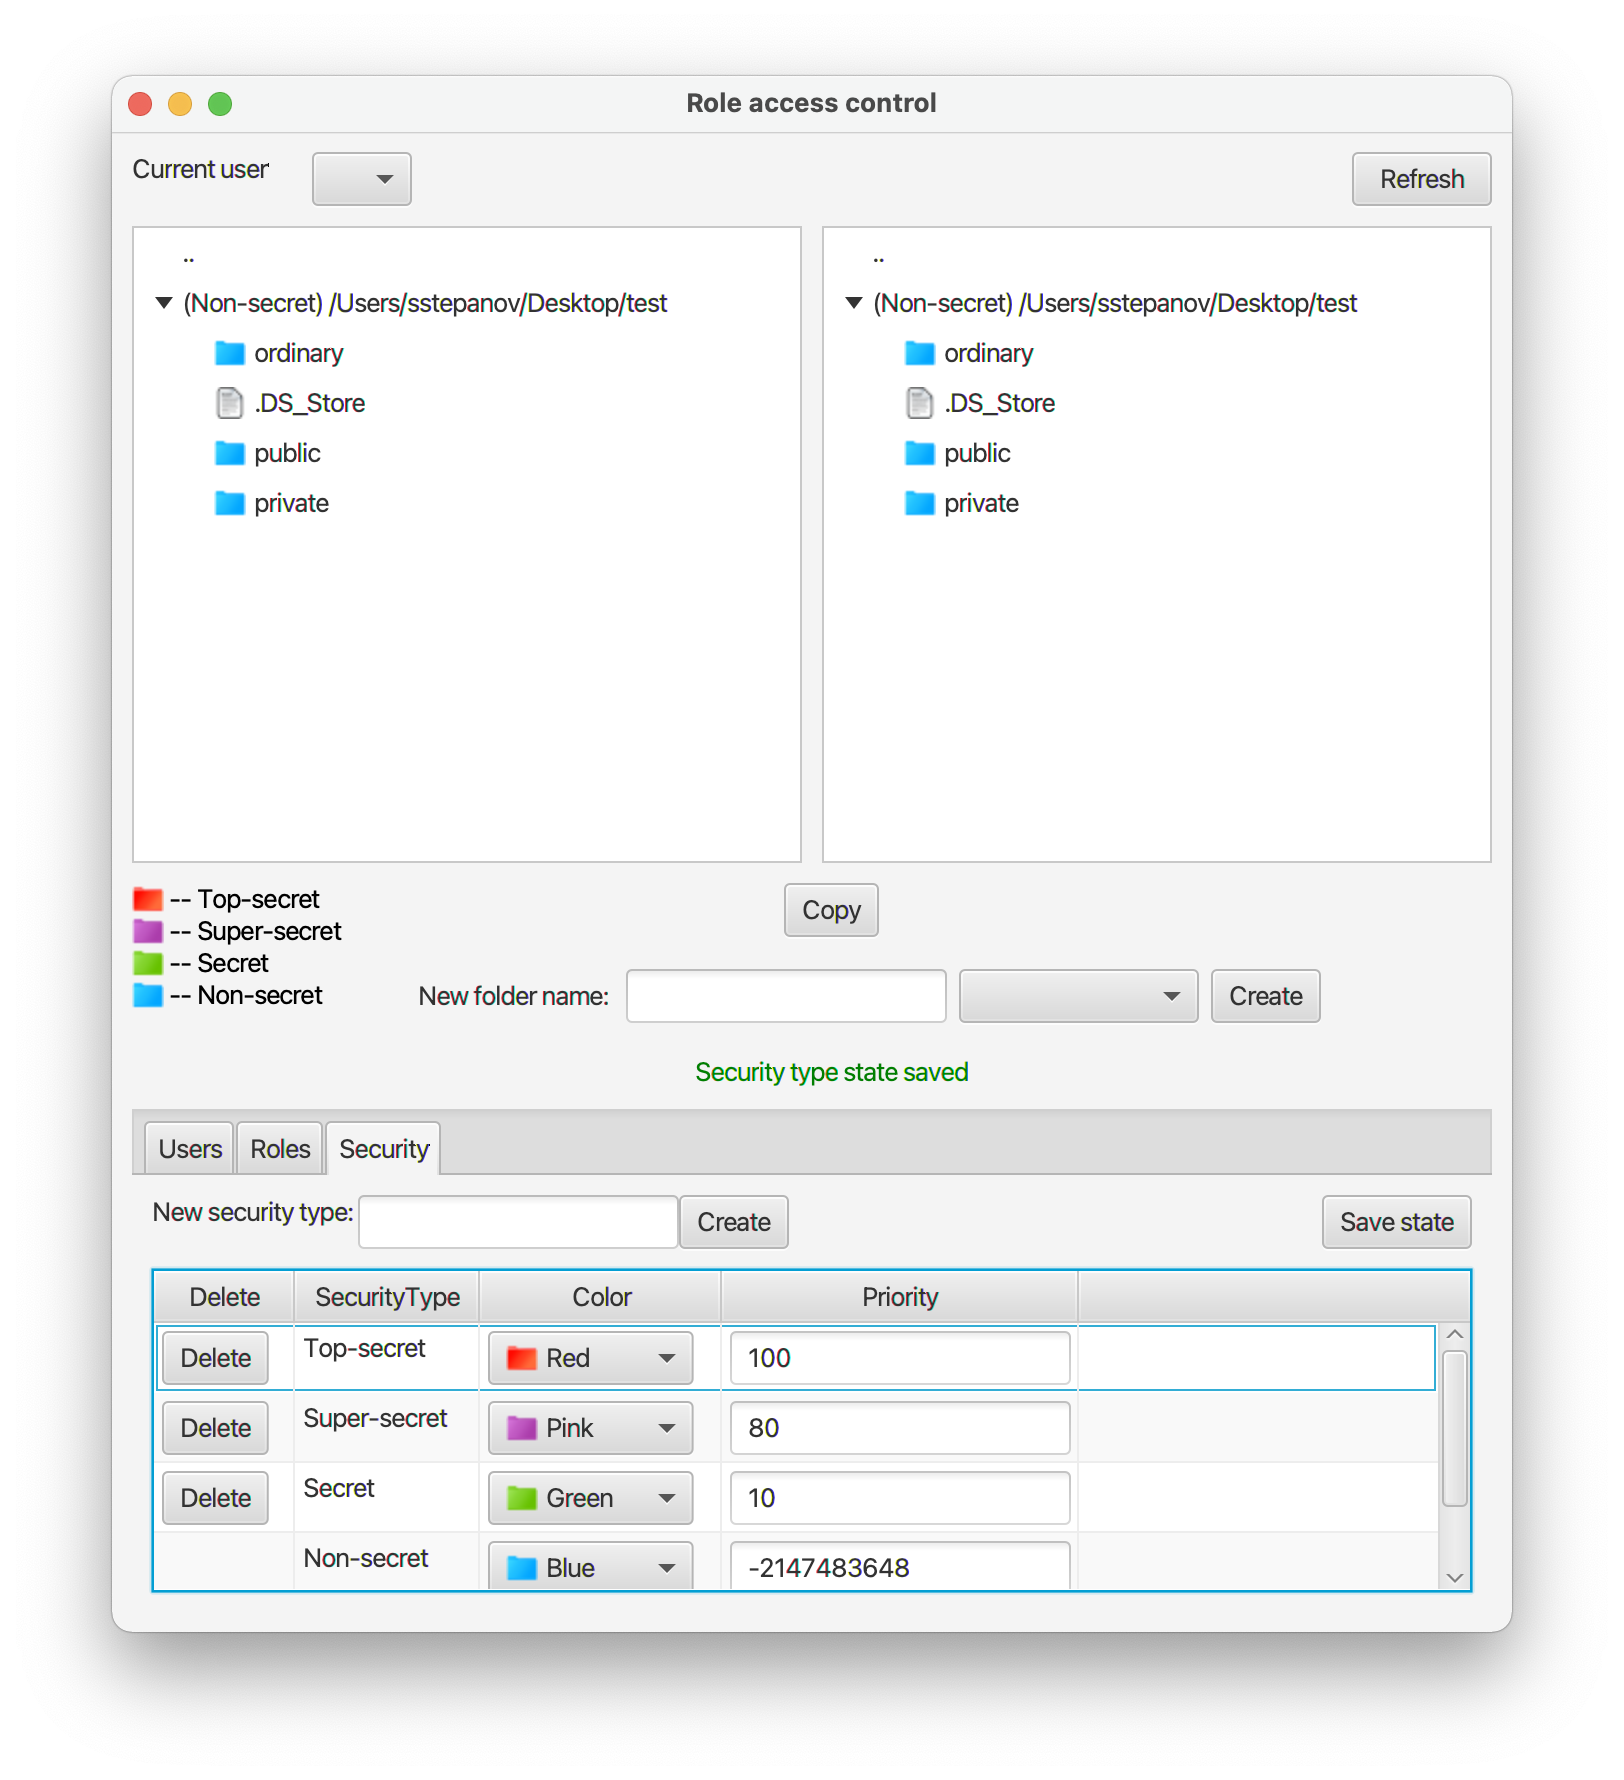 Role access control
Current user
Refresh
..
(Non-secret) /Users/sstepanov/Desktop/test
ordinary
.DS_Store
public
private
..
(Non-secret) /Users/sstepanov/Desktop/test
ordinary
.DS_Store
public
private
-- Top-secret
-- Super-secret
-- Secret
-- Non-secret
Copy
New folder name:
Create
Security type state saved
Users Roles Security
New security type: Create Save state
Delete SecurityType Color Priority
Delete Top-secret Red 100
Delete Super-secret Pink 80
Delete Secret Green 10
Non-secret Blue -2147483648